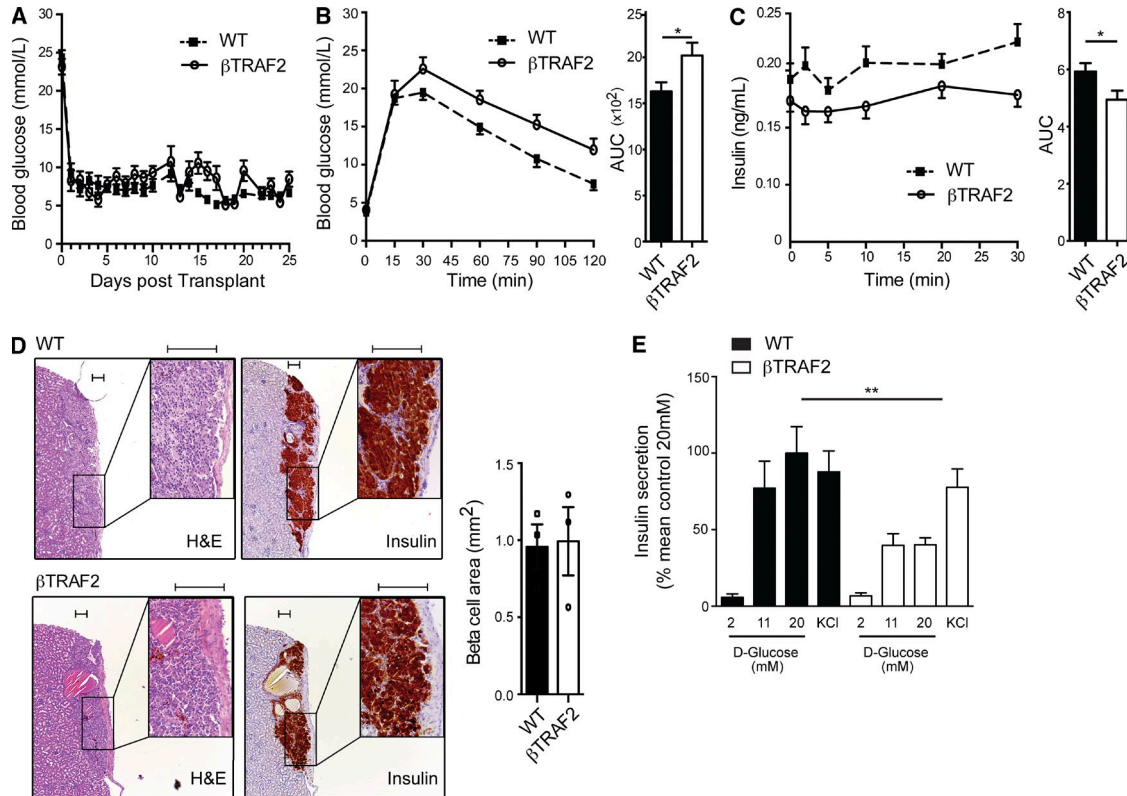 A
WT
βTRAF2
Blood glucose (mmol/L)
30
25
20
15
10
5
0
0 5 10 15 20 25
Days post Transplant
B
WT
βTRAF2
Blood glucose (mmol/L)
30
25
20
15
10
5
0
0 15 30 45 60 75 90 105 120
Time (min)
AUC (x10²)
25
20
15
10
5
0
*
WT
βTRAF2
C
Insulin (ng/mL)
0.25
0.20
0.15
0.10
0
WT
βTRAF2
0 5 10 20 30
Time (min)
AUC
8
6
4
2
0
*
WT
βTRAF2
D
WT
H&E
Insulin
βTRAF2
H&E
Insulin
Beta cell area (mm²)
1.5
1.0
0.5
0.0
WT
βTRAF2
E
WT
βTRAF2
Insulin secretion
(% mean control 20mM)
150
100
50
0
**
2 11 20 KCl 2 11 20 KCl
D-Glucose D-Glucose
(mM) (mM)